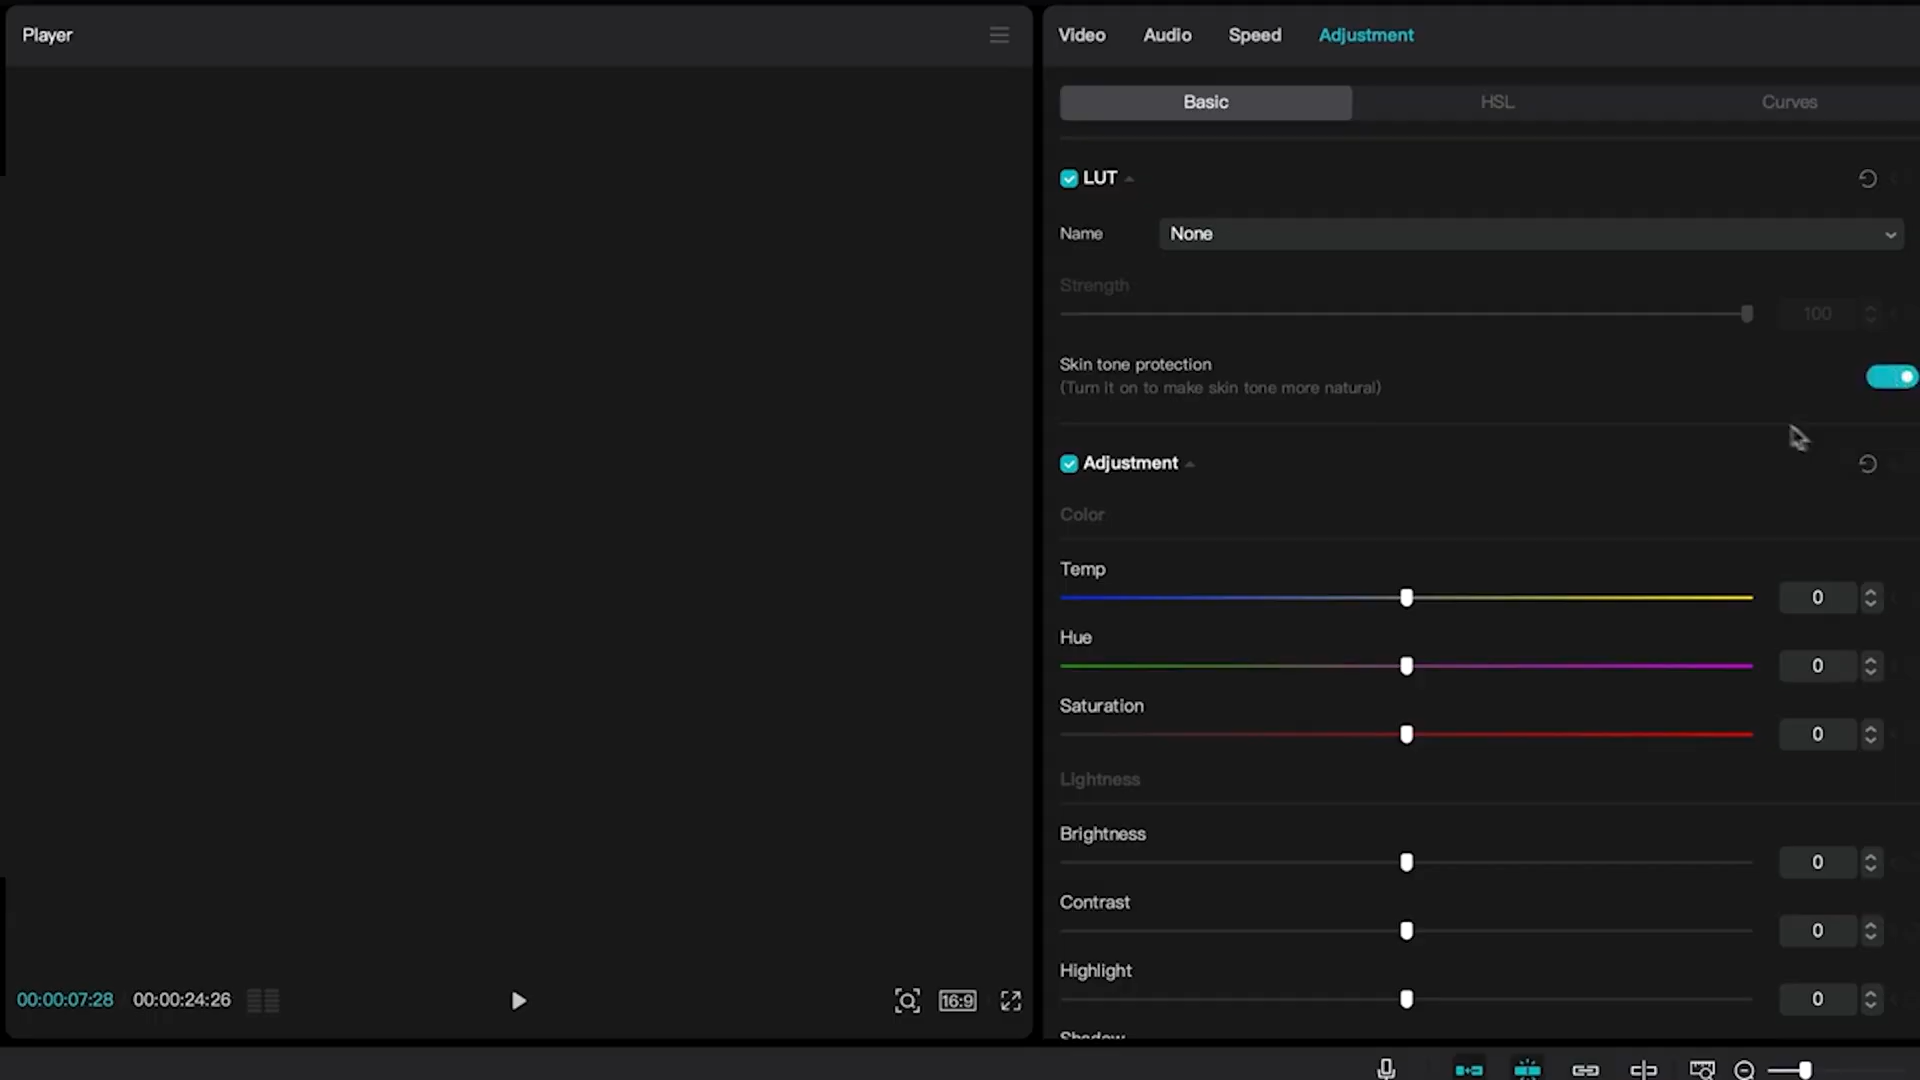 Player
Video Audio Speed Adjustment
Basic HSL Curves
LUT
Name None
Strength
100
Skin tone protection
(Turn it on to make skin tone more natural)
Adjustment
Color
Temp
0
Hue
0
Saturation
0
Lightness
Brightness
0
Contrast
0
Highlight
0
Shadow
00:00:07:28 00:00:24:26
16:9